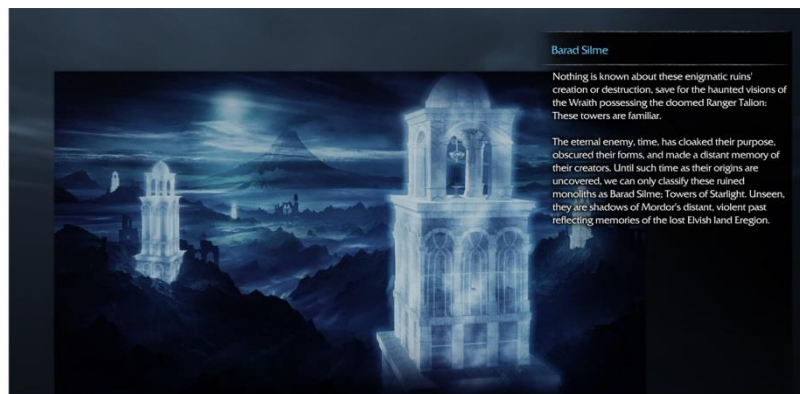 Barad Silme
Nothing is known about these enigmatic ruins'
creation or destruction, save for the haunted visions of
the Wraith possessing the doomed Ranger Talion:
These towers are familiar.
The eternal enemy, time, has cloaked their purpose,
obscured their forms, and made a distant memory of
their creators. Until such time as their origins are
uncovered, we can only classify these ruined
monoliths as Barad Silme; Towers of Starlight. Unseen,
they are shadows of Mordor's distant, violent past
reflecting memories of the lost Elvish land Eregion.